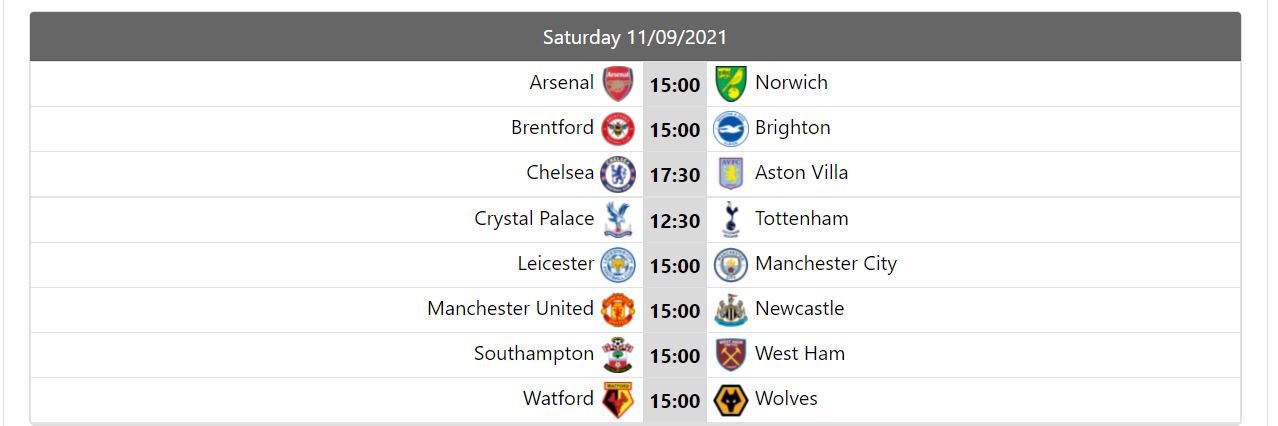 Saturday 11/09/2021
Arsenal 15:00 Norwich
Brentford 15:00 Brighton
Chelsea 17:30 Aston Villa
Crystal Palace 12:30 Tottenham
Leicester 15:00 Manchester City
Manchester United 15:00 Newcastle
Southampton 15:00 West Ham
Watford 15:00 Wolves